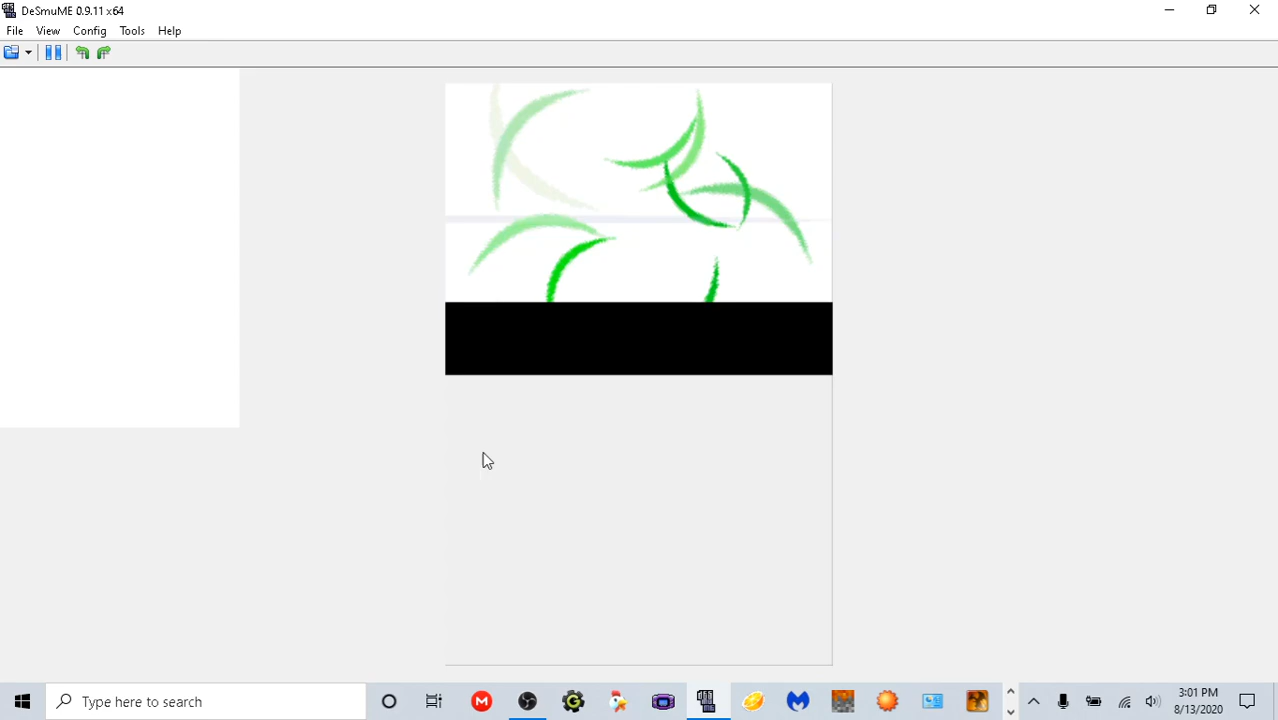 DeSmuME 0.9.11 x64
File View Config Tools Help
Type here to search
3:01 PM
8/13/2020